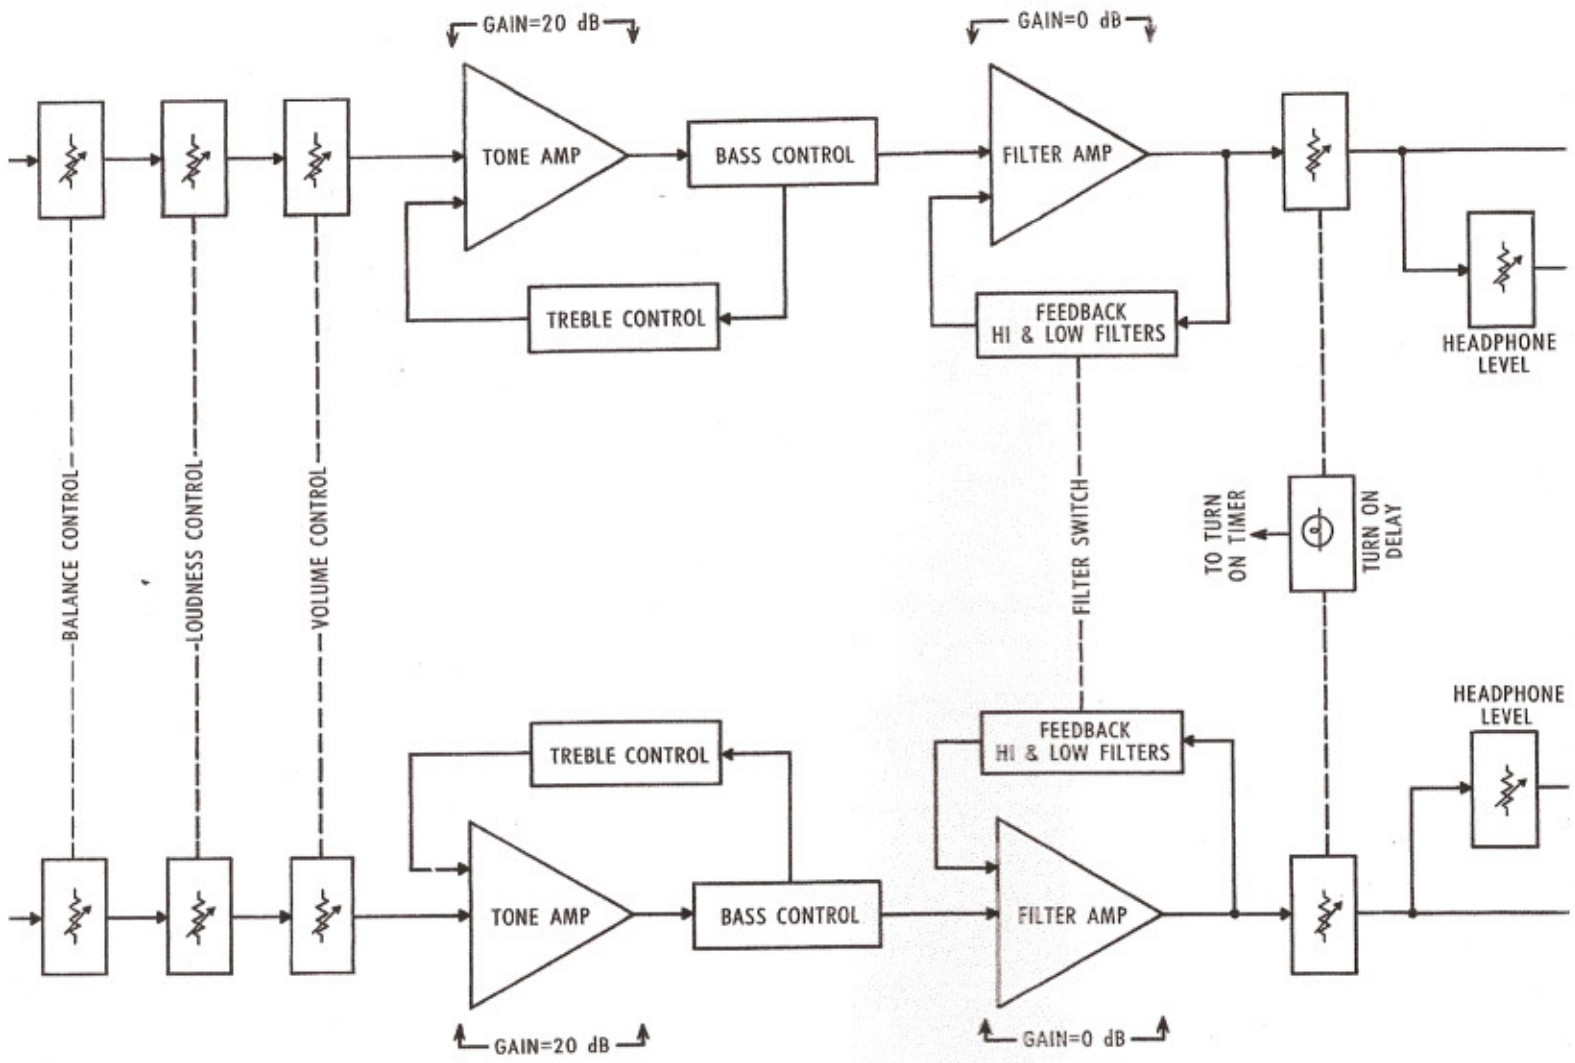 GAIN=20 dB
GAIN=0 dB
TONE AMP
BASS CONTROL
FILTER AMP
TREBLE CONTROL
FEEDBACK
HI & LOW FILTERS
HEADPHONE
LEVEL
BALANCE CONTROL
LOUDNESS CONTROL
VOLUME CONTROL
FILTER SWITCH
TO TURN
ON TIMER
TURN ON
DELAY
HEADPHONE
LEVEL
FEEDBACK
HI & LOW FILTERS
TREBLE CONTROL
TONE AMP
BASS CONTROL
FILTER AMP
GAIN=20 dB
GAIN=0 dB